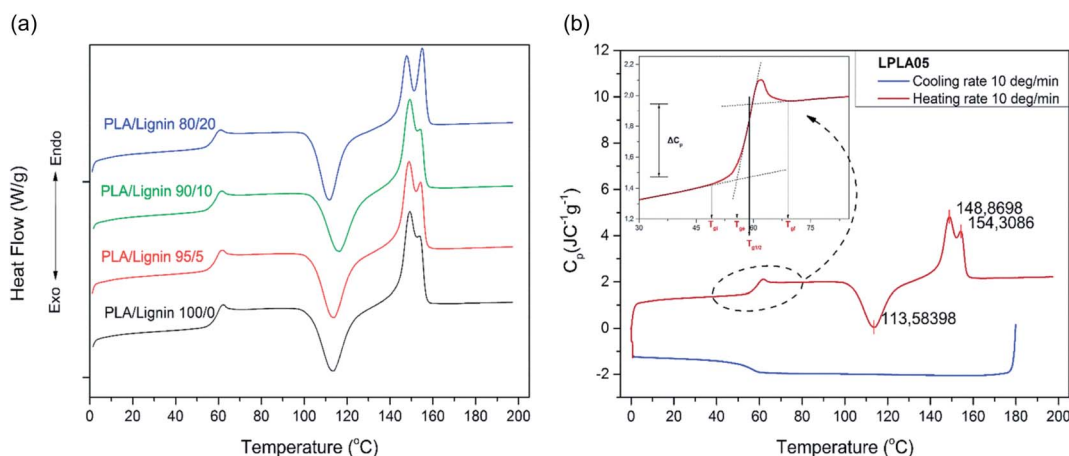 (a)
PLA/Lignin 80/20
PLA/Lignin 90/10
PLA/Lignin 95/5
PLA/Lignin 100/0
Heat Flow (W/g)
Exo
Endo
0 20 40 60 80 100 120 140 160 180 200
Temperature (°C)
(b)
LPLA05
Cooling rate 10 deg/min
Heating rate 10 deg/min
12
10
8
6
4
2
0
-2
Cp(JC⁻¹g⁻¹)
2,2
2,0
1,8
1,6
1,4
1,2
ΔCp
30 45 60 75
Tgi Tge Tgf
Tg1/2
148,8698
154,3086
113,58398
0 20 40 60 80 100 120 140 160 180 200
Temperature (°C)